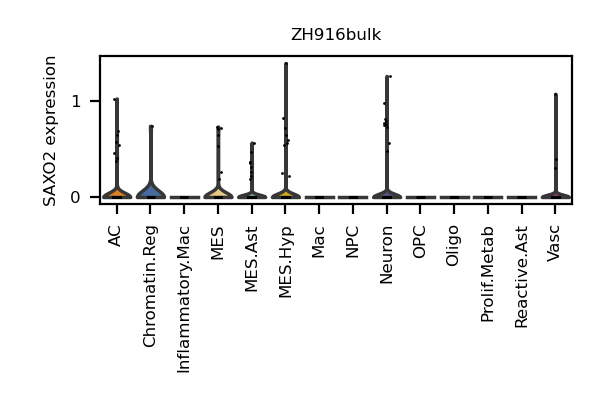 ZH916bulk
SAXO2 expression
1
0
AC
Chromatin.Reg
Inflammatory.Mac
MES
MES.Ast
MES.Hyp
Mac
NPC
Neuron
OPC
Oligo
Prolif.Metab
Reactive.Ast
Vasc